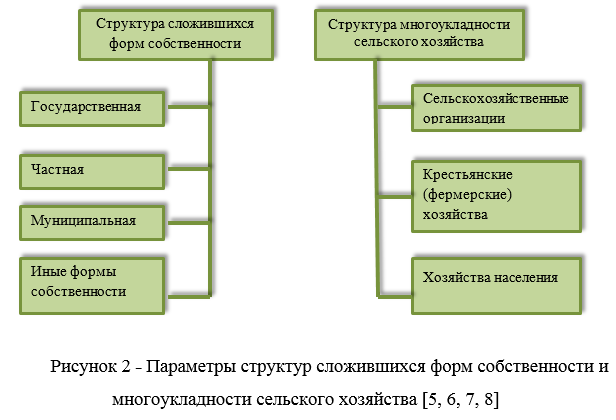 Структура сложившихся
форм собственности
Государственная
Частная
Муниципальная
Иные формы
собственности
Структура многоукладности
сельского хозяйства
Сельскохозяйственные
организации
Крестьянские
(фермерские)
хозяйства
Хозяйства населения
Рисунок 2 - Параметры структур сложившихся форм собственности и
многоукладности сельского хозяйства [5, 6, 7, 8]